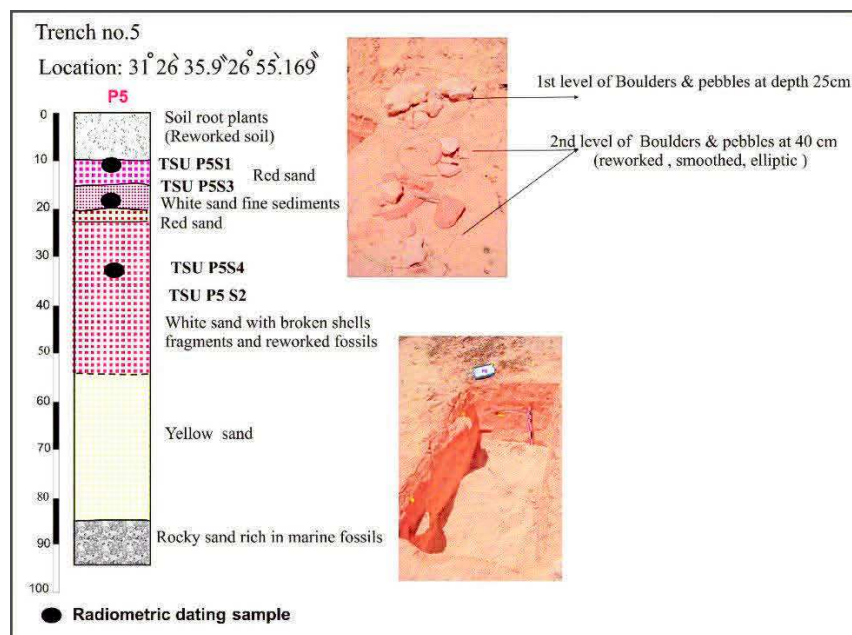 Trench no.5
Location: 31° 26\ 35.9\\ 26° 55\.169\\
P5
0
10
20
30
40
50
60
70
80
90
100
Soil root plants
(Reworked soil)
TSU P5S1
Red sand
TSU P5S3
White sand fine sediments
Red sand
TSU P5S4
TSU P5 S2
White sand with broken shells
fragments and reworked fossils
Yellow sand
Rocky sand rich in marine fossils
Radiometric dating sample
1st level of Boulders & pebbles at depth 25cm
2nd level of Boulders & pebbles at 40 cm
(reworked , smoothed, elliptic )